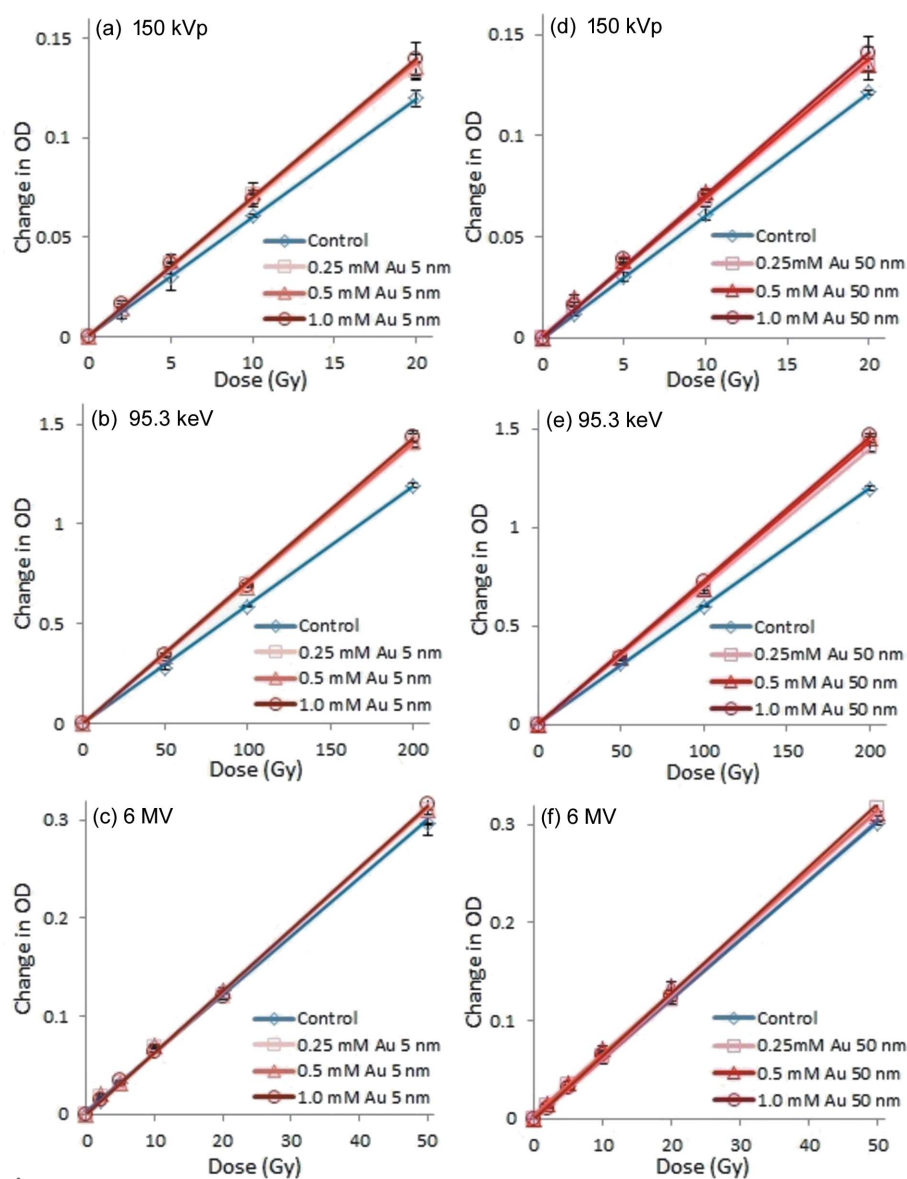 (a) 150 kVp
Change in OD
0.15
0.1
0.05
0
Control
0.25 mM Au 5 nm
0.5 mM Au 5 nm
1.0 mM Au 5 nm
0 5 10 15 20
Dose (Gy)
(d) 150 kVp
Change in OD
0.15
0.1
0.05
0
Control
0.25mM Au 50 nm
0.5 mM Au 50 nm
1.0 mM Au 50 nm
0 5 10 15 20
Dose (Gy)
(b) 95.3 keV
Change in OD
1.5
1
0.5
0
Control
0.25 mM Au 5 nm
0.5 mM Au 5 nm
1.0 mM Au 5 nm
0 50 100 150 200
Dose (Gy)
(e) 95.3 keV
Change in OD
1.5
1
0.5
0
Control
0.25mM Au 50 nm
0.5 mM Au 50 nm
1.0 mM Au 50 nm
0 50 100 150 200
Dose (Gy)
(c) 6 MV
Change in OD
0.3
0.2
0.1
0
Control
0.25 mM Au 5 nm
0.5 mM Au 5 nm
1.0 mM Au 5 nm
0 10 20 30 40 50
Dose (Gy)
(f) 6 MV
Change in OD
0.3
0.2
0.1
0
Control
0.25mM Au 50 nm
0.5 mM Au 50 nm
1.0 mM Au 50 nm
0 10 20 30 40 50
Dose (Gy)